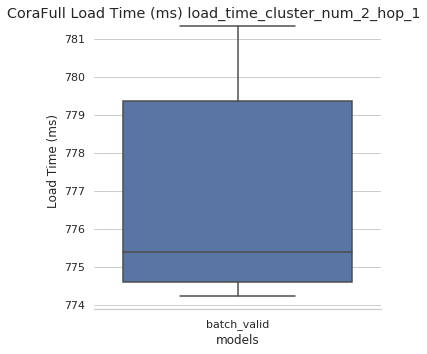 CoraFull Load Time (ms) load_time_cluster_num_2_hop_1
781
780
779
778
777
776
775
774
Load Time (ms)
batch_valid
models